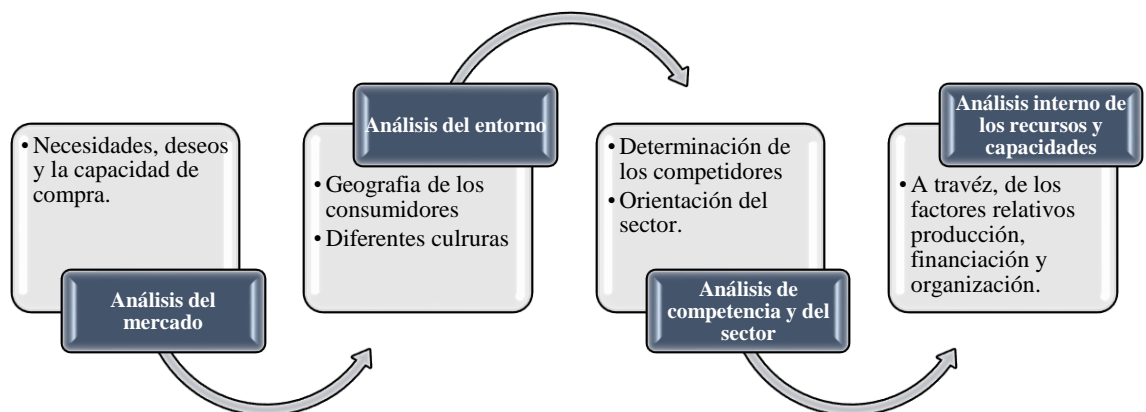 • Necesidades, deseos
y la capacidad de
compra.
Análisis del
mercado
Análisis del entorno
• Geografia de los
consumidores
• Diferentes culruras
• Determinación de
los competidores
• Orientación del
sector.
Análisis de
competencia y del
sector
Análisis interno de
los recursos y
capacidades
• A travéz, de los
factores relativos
producción,
financiación y
organización.